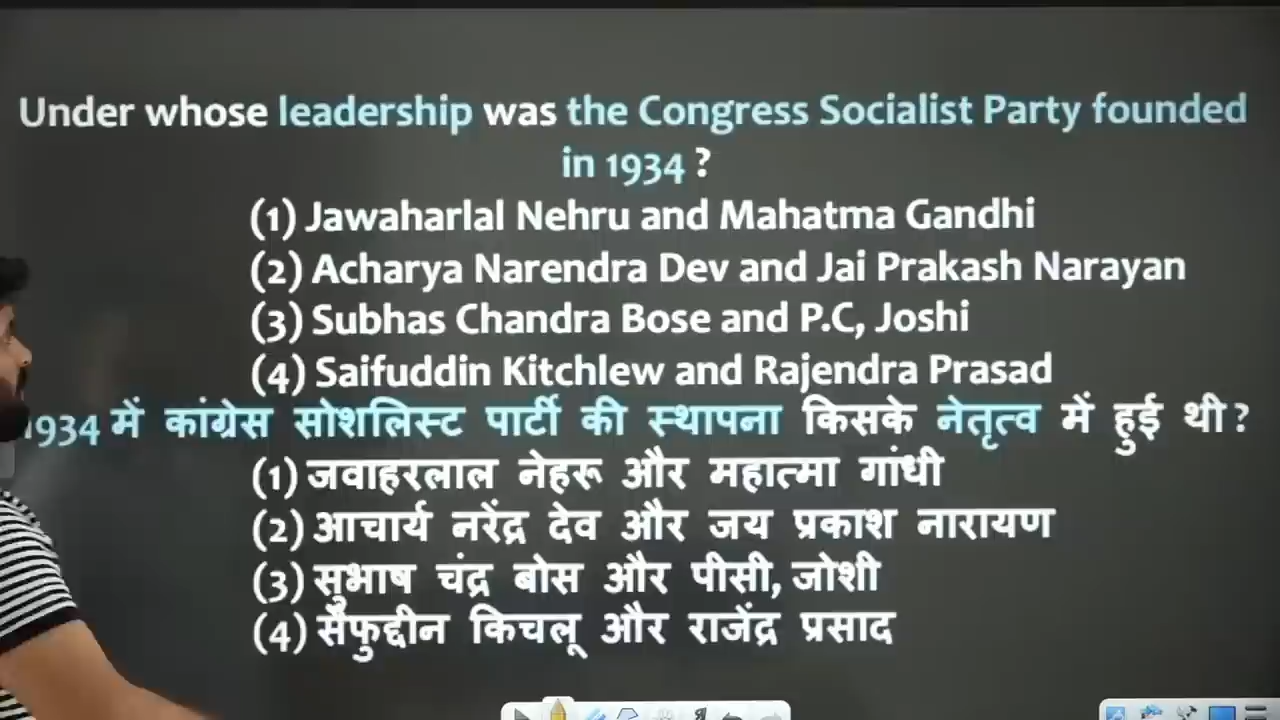 Under whose leadership was the Congress Socialist Party founded
in 1934 ?
(1) Jawaharlal Nehru and Mahatma Gandhi
(2) Acharya Narendra Dev and Jai Prakash Narayan
(3) Subhas Chandra Bose and P.C, Joshi
(4) Saifuddin Kitchlew and Rajendra Prasad
1934 में कांग्रेस सोशलिस्ट पार्टी की स्थापना किसके नेतृत्व में हुई थी?
(1) जवाहरलाल नेहरू और महात्मा गांधी
(2) आचार्य नरेंद्र देव और जय प्रकाश नारायण
(3) सुभाष चंद्र बोस और पीसी, जोशी
(4) सैफुद्दीन किचलू और राजेंद्र प्रसाद